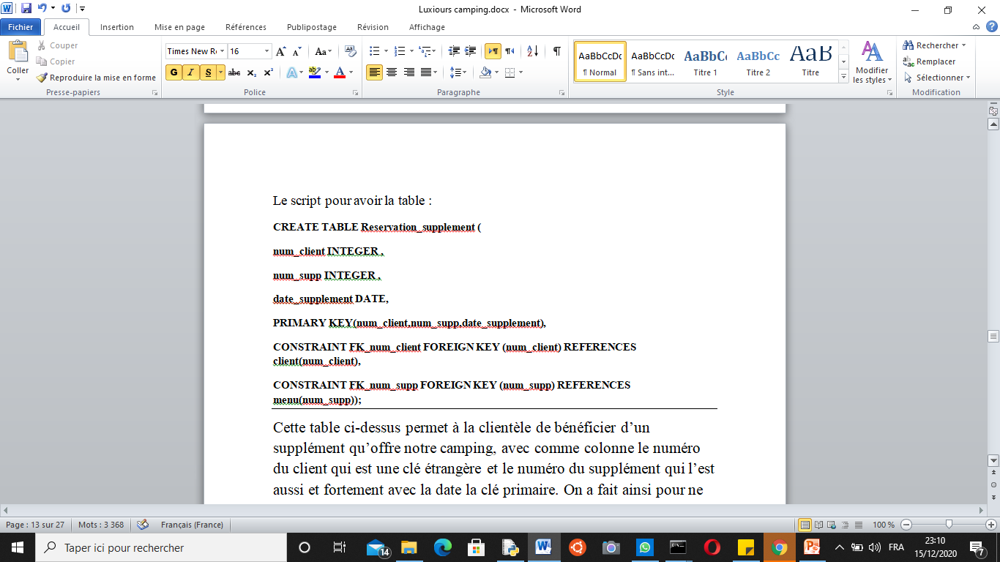 Luxiours camping.docx - Microsoft Word
Fichier Accueil Insertion Mise en page Références Publipostage Révision Affichage
Coller
Couper
Copier
Reproduire la mise en forme
Presse-papiers
Times New R 16
G I S abc x₂ x²
Police
Paragraphe
AaBbCcDc AaBbCcDc AaBbC AaBbCc AaB
¶ Normal ¶ Sans int... Titre 1 Titre 2 Titre
Modifier
les styles
Style
Rechercher
Remplacer
Sélectionner
Modification
Le script pour avoir la table :
CREATE TABLE Reservation_supplement (
num_client INTEGER ,
num_supp INTEGER ,
date_supplement DATE,
PRIMARY KEY(num_client,num_supp,date_supplement),
CONSTRAINT FK_num_client FOREIGN KEY (num_client) REFERENCES
client(num_client),
CONSTRAINT FK_num_supp FOREIGN KEY (num_supp) REFERENCES
menu(num_supp));
Cette table ci-dessus permet à la clientèle de bénéficier d’un
supplément qu’offre notre camping, avec comme colonne le numéro
du client qui est une clé étrangère et le numéro du supplément qui l’est
aussi et fortement avec la date la clé primaire. On a fait ainsi pour ne
Page : 13 sur 27 Mots : 3 368 Français (France) 100 %
Taper ici pour rechercher
14
FRA
23:10
15/12/2020
7